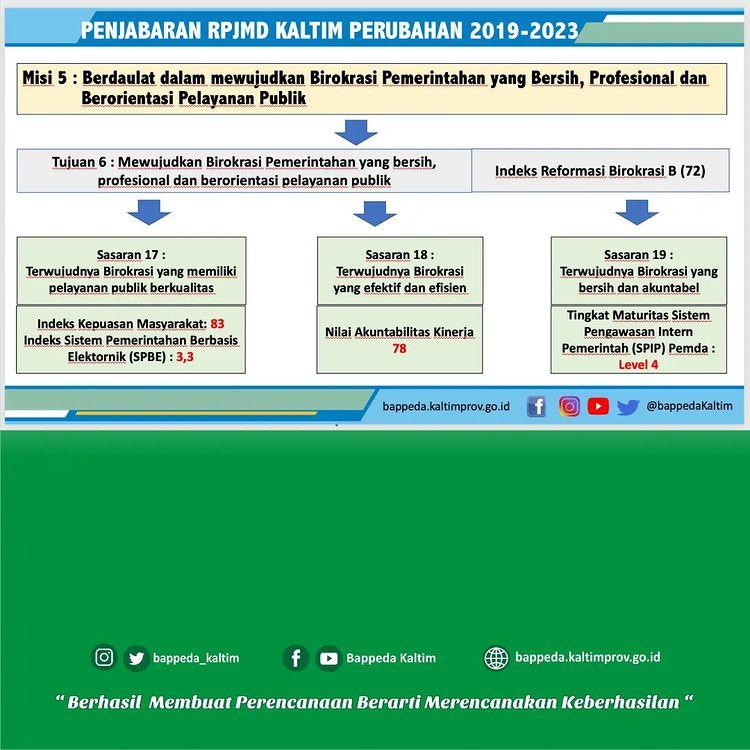 PENJABARAN RPJMD KALTIM PERUBAHAN 2019-2023
Misi 5 : Berdaulat dalam mewujudkan Birokrasi Pemerintahan yang Bersih, Profesional dan
Berorientasi Pelayanan Publik
Tujuan 6 : Mewujudkan Birokrasi Pemerintahan yang bersih,
profesional dan berorientasi pelayanan publik
Indeks Reformasi Birokrasi B (72)
Sasaran 17 :
Terwujudnya Birokrasi yang memiliki
pelayanan publik berkualitas
Indeks Kepuasan Masyarakat: 83
Indeks Sistem Pemerintahan Berbasis
Elektornik (SPBE) : 3,3
Sasaran 18 :
Terwujudnya Birokrasi
yang efektif dan efisien
Nilai Akuntabilitas Kinerja
78
Sasaran 19 :
Terwujudnya Birokrasi yang
bersih dan akuntabel
Tingkat Maturitas Sistem
Pengawasan Intern
Pemerintah (SPIP) Pemda :
Level 4
bappeda.kaltimprov.go.id
@bappedaKaltim
bappeda_kaltim
Bappeda Kaltim
bappeda.kaltimprov.go.id
“ Berhasil Membuat Perencanaan Berarti Merencanakan Keberhasilan “